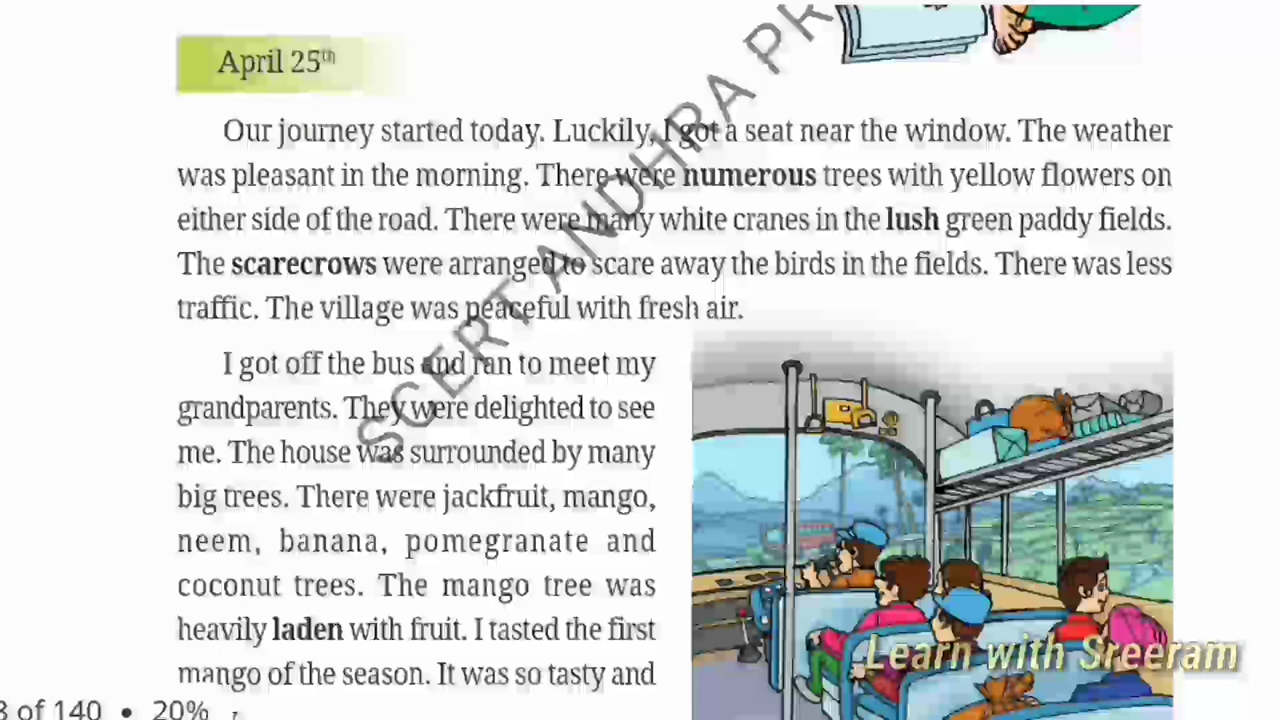 April 25th
Our journey started today. Luckily, I got a seat near the window. The weather
was pleasant in the morning. There were numerous trees with yellow flowers on
either side of the road. There were many white cranes in the lush green paddy fields.
The scarecrows were arranged to scare away the birds in the fields. There was less
traffic. The village was peaceful with fresh air.
I got off the bus and ran to meet my
grandparents. They were delighted to see
me. The house was surrounded by many
big trees. There were jackfruit, mango,
neem, banana, pomegranate and
coconut trees. The mango tree was
heavily laden with fruit. I tasted the first
mango of the season. It was so tasty and
SCERT ANDHRA PR
Learn with Sreeram
of 140 • 20%